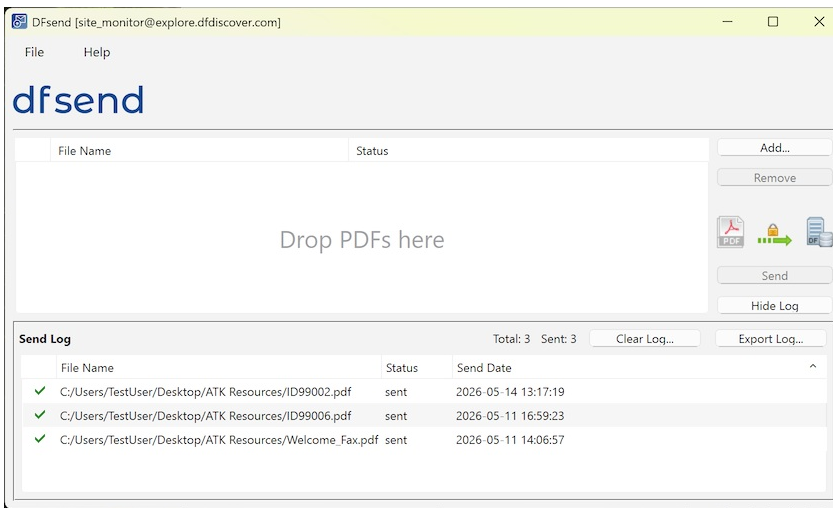 DFsend [site_monitor@explore.dfdiscover.com]
File Help
dfsend
File Name Status
Add...
Remove
Drop PDFs here
PDF DF
Send
Hide Log
Send Log Total: 3 Sent: 3 Clear Log... Export Log...
File Name Status Send Date
C:/Users/TestUser/Desktop/ATK Resources/ID99002.pdf sent 2026-05-14 13:17:19
C:/Users/TestUser/Desktop/ATK Resources/ID99006.pdf sent 2026-05-11 16:59:23
C:/Users/TestUser/Desktop/ATK Resources/Welcome_Fax.pdf sent 2026-05-11 14:06:57